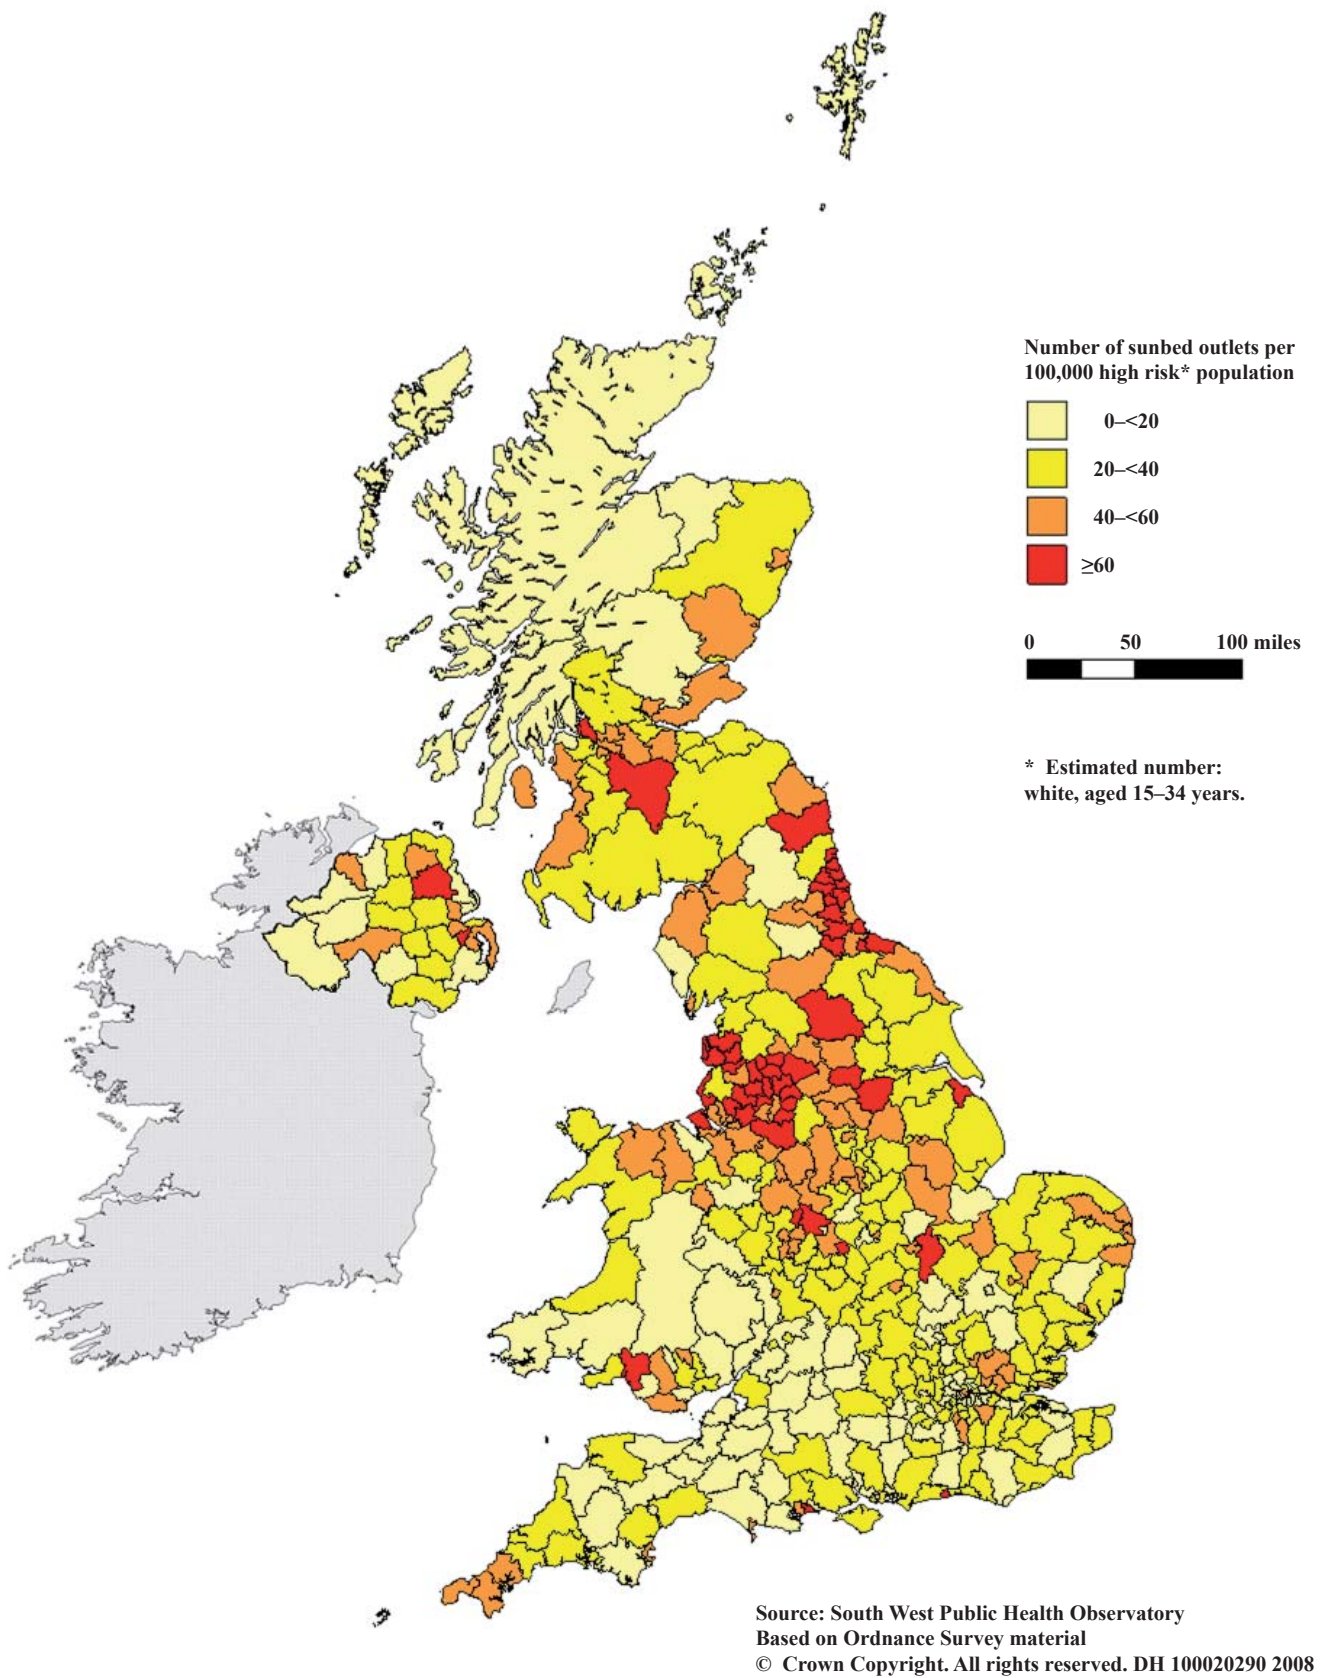 Number of sunbed outlets per
100,000 high risk* population
0–<20
20–<40
40–<60
≥60
0 50 100 miles
* Estimated number:
white, aged 15–34 years.
Source: South West Public Health Observatory
Based on Ordnance Survey material
© Crown Copyright. All rights reserved. DH 100020290 2008